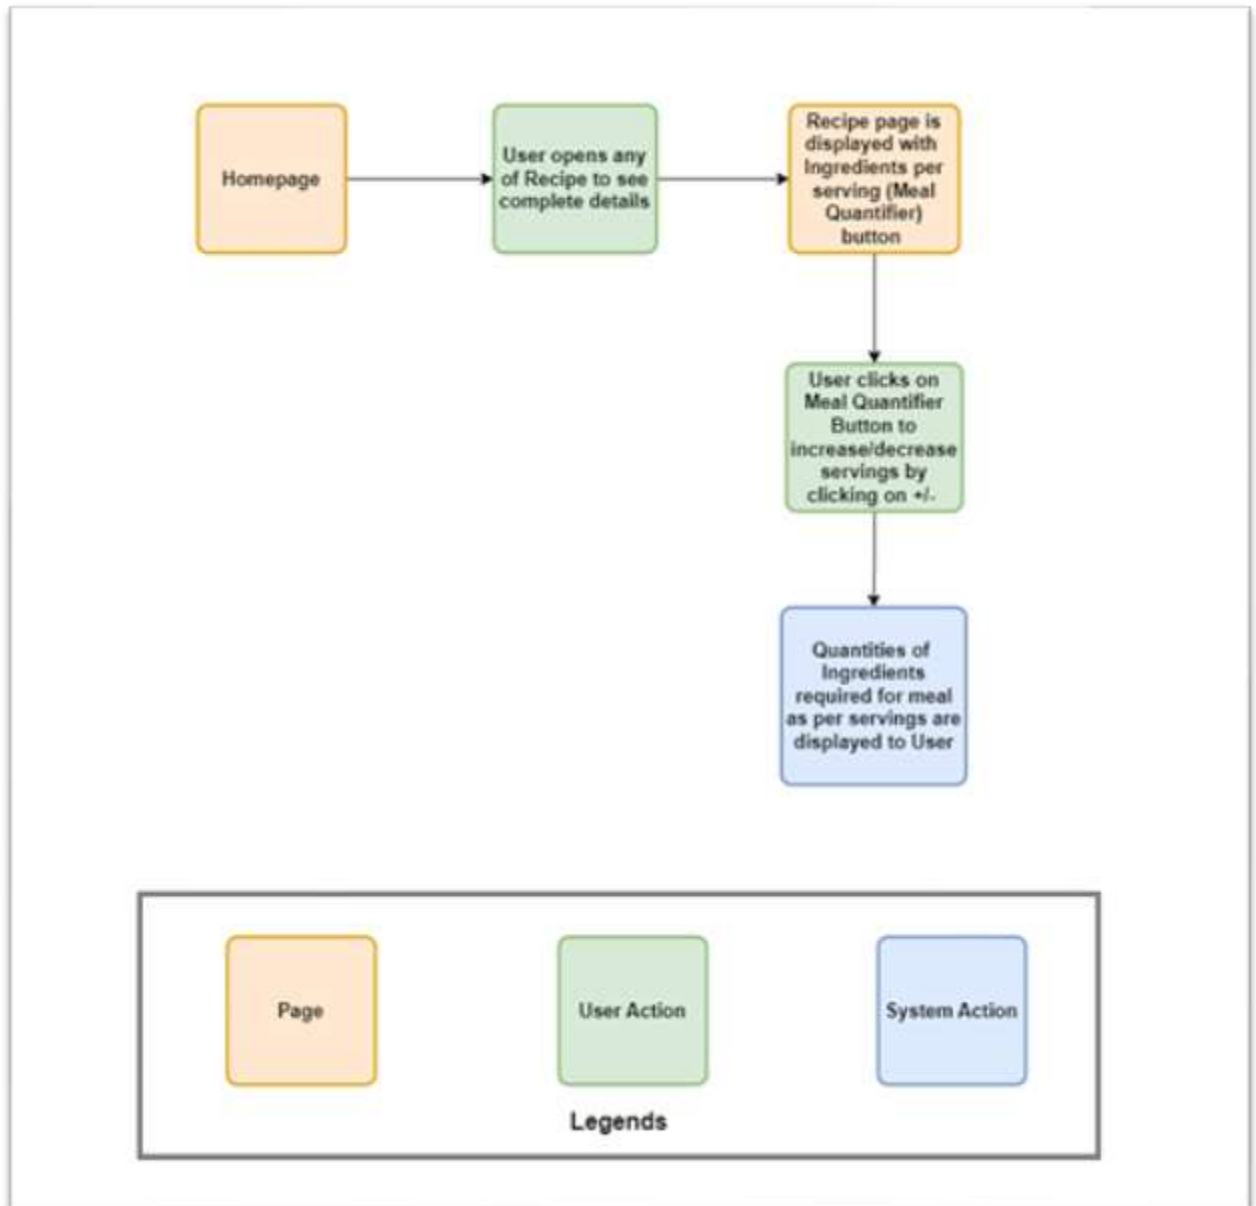 Homepage
User opens any
of Recipe to see
complete details
Recipe page is
displayed with
Ingredients per
serving (Meal
Quantifier)
button
User clicks on
Meal Quantifier
Button to
increase/decrease
servings by
clicking on +/-
Quantities of
Ingredients
required for meal
as per servings are
displayed to User
Page
User Action
System Action
Legends